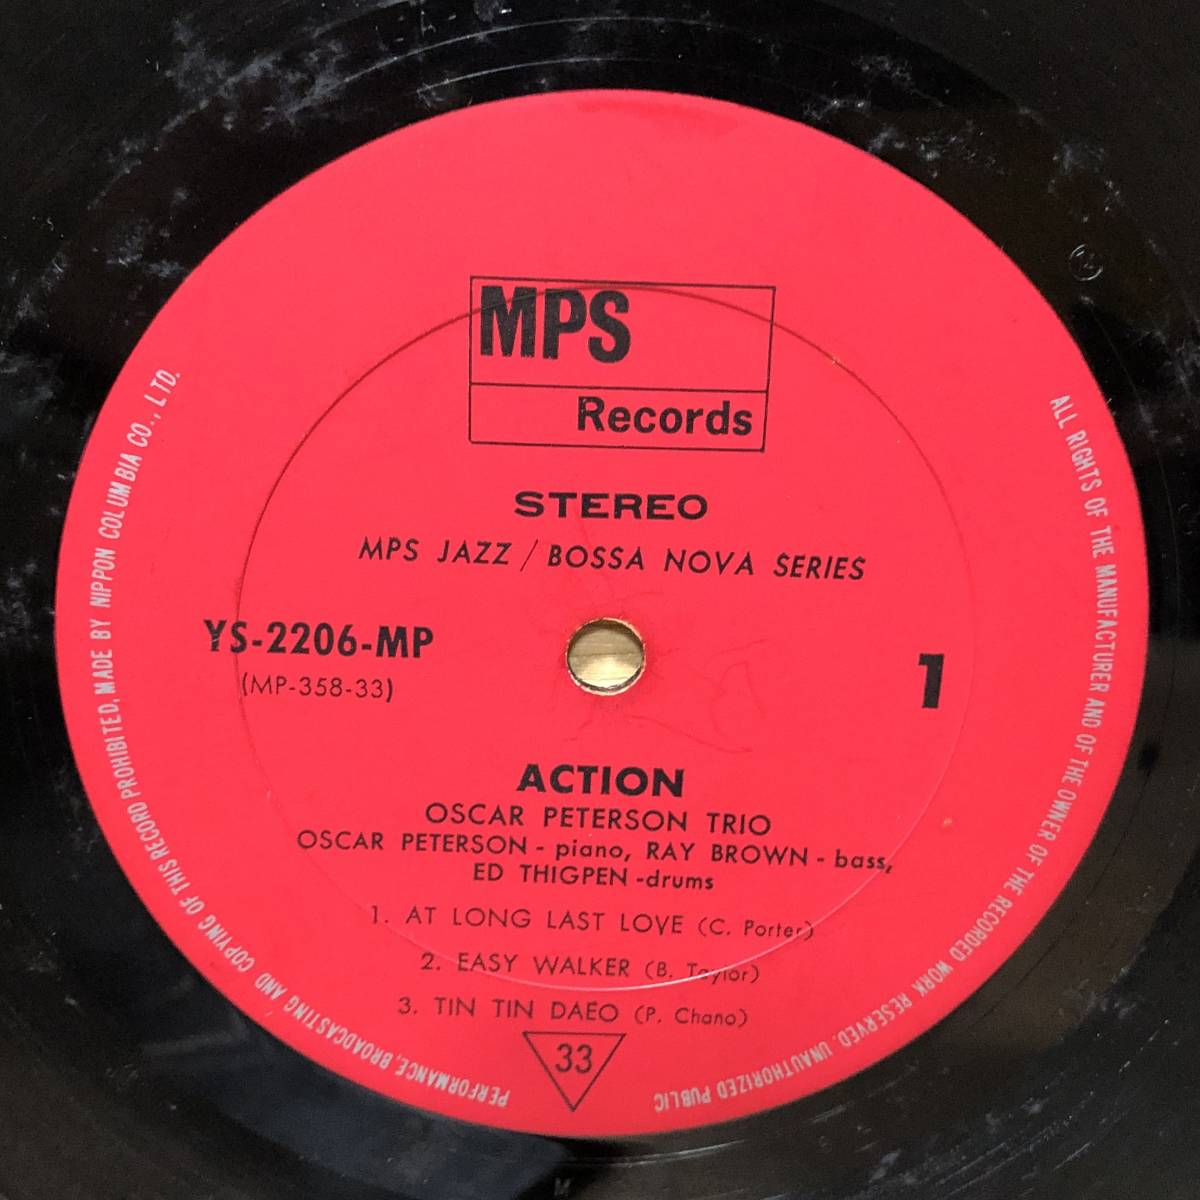 MPS
Records
STEREO
MPS JAZZ / BOSSA NOVA SERIES
YS-2206-MP
(MP-358-33)
1
ACTION
OSCAR PETERSON TRIO
OSCAR PETERSON - piano, RAY BROWN - bass,
ED THIGPEN -drums
1. AT LONG LAST LOVE (C. Porter)
2. EASY WALKER (B. Taylor)
3. TIN TIN DAEO (P. Chano)
33
ALL RIGHTS OF THE MANUFACTURER AND OF THE OWNER OF THE RECORDED WORK RESERVED. UNAUTHORIZED PUBLIC PERFORMANCE, BROADCASTING AND COPYING OF THIS RECORD PROHIBITED, MADE BY NIPPON COLUMBIA CO., LTD.